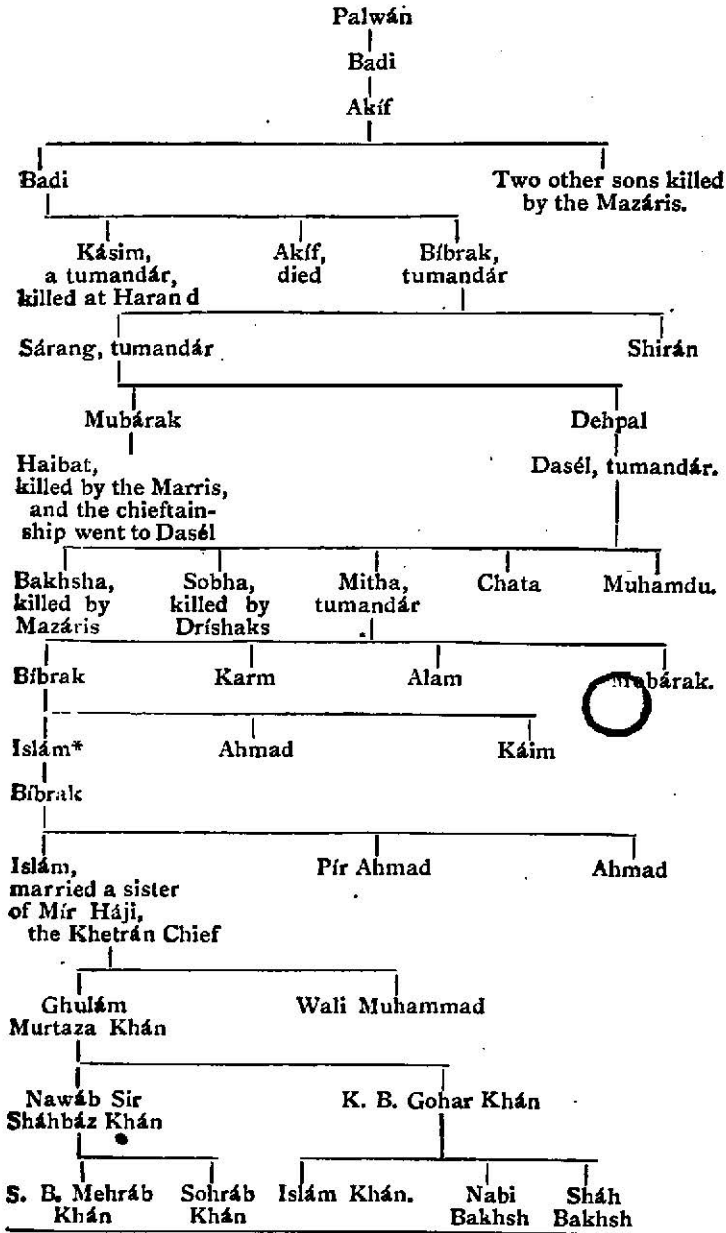 Palwán
Badi
Akíf
Badi
Two other sons killed
by the Mazáris.
Kásim,
a tumandár,
killed at Harand
Akíf,
died
Bíbrak,
tumandár
Sárang, tumandár
Shirán
Mubárak
Dehpal
Haibat,
killed by the Marris,
and the chieftain-
ship went to Dasél
Dasél, tumandár.
Bakhsha,
killed by
Mazáris
Sobha,
killed by
Dríshaks
Mitha,
tumandár
Chata
Muhamdu.
Bíbrak
Karm
Alam
Mubárak.
Islám*
Ahmad
Káim
Bíbrak
Islám,
married a sister
of Mír Háji,
the Khetrán Chief
Pír Ahmad
Ahmad
Ghulám
Murtaza Khán
Wali Muhammad
Nawáb Sir
Sháhbáz Khán
K. B. Gohar Khán
S. B. Mehráb
Khán
Sohráb
Khán
Islám Khán.
Nabi
Bakhsh
Sháh
Bakhsh